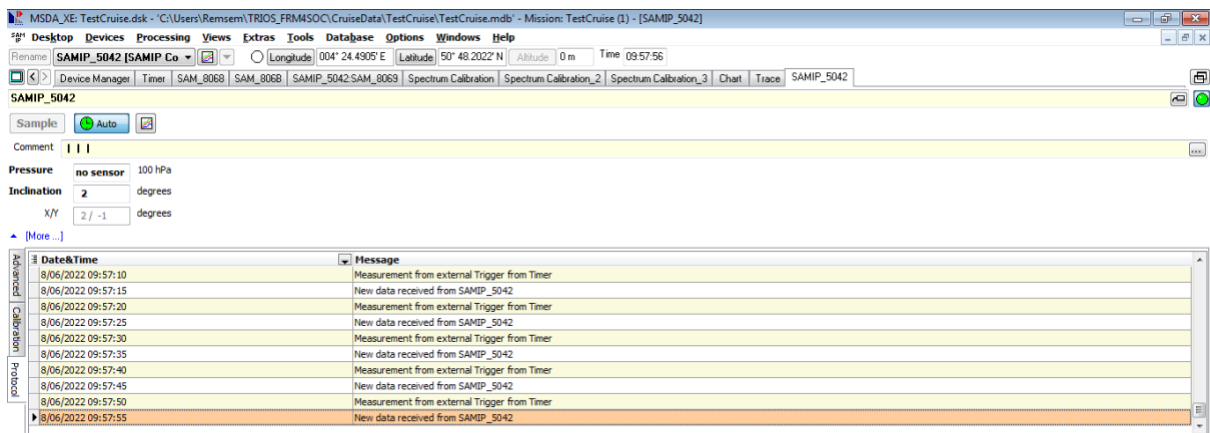 MSDA_XE: TestCruise.dsk - 'C:\Users\Remsem\TRIOS_FRM4SOC\CruiseData\TestCruise\TestCruise.mdb' - Mission: TestCruise (1) - [SAMIP_5042]
Desktop Devices Processing Views Extras Tools Database Options Windows Help
Rename SAMIP_5042 [SAMIP Co Longitude 004° 24.4905' E Latitude 50° 48.2022' N Altitude 0 m Time 09:57:56
Device Manager Timer SAM_8068 SAM_806B SAMIP_5042:SAM_8069 Spectrum Calibration Spectrum Calibration_2 Spectrum Calibration_3 Chart Trace SAMIP_5042
SAMIP_5042
Sample Auto
Comment | | |
Pressure no sensor 100 hPa
Inclination 2 degrees
X/Y 2 / -1 degrees
[More ...]
Advanced
Calibration
Protocol
Date&Time Message
8/06/2022 09:57:10 Measurement from external Trigger from Timer
8/06/2022 09:57:15 New data received from SAMIP_5042
8/06/2022 09:57:20 Measurement from external Trigger from Timer
8/06/2022 09:57:25 New data received from SAMIP_5042
8/06/2022 09:57:30 Measurement from external Trigger from Timer
8/06/2022 09:57:35 New data received from SAMIP_5042
8/06/2022 09:57:40 Measurement from external Trigger from Timer
8/06/2022 09:57:45 New data received from SAMIP_5042
8/06/2022 09:57:50 Measurement from external Trigger from Timer
8/06/2022 09:57:55 New data received from SAMIP_5042